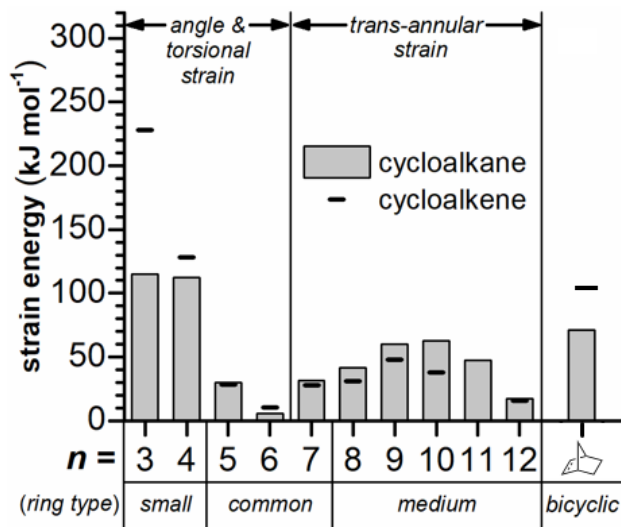 strain energy (kJ mol⁻¹)
300
250
200
150
100
50
0
angle &
torsional
strain
trans-annular
strain
cycloalkane
cycloalkene
n = 3 4 5 6 7 8 9 10 11 12
(ring type) small common medium bicyclic